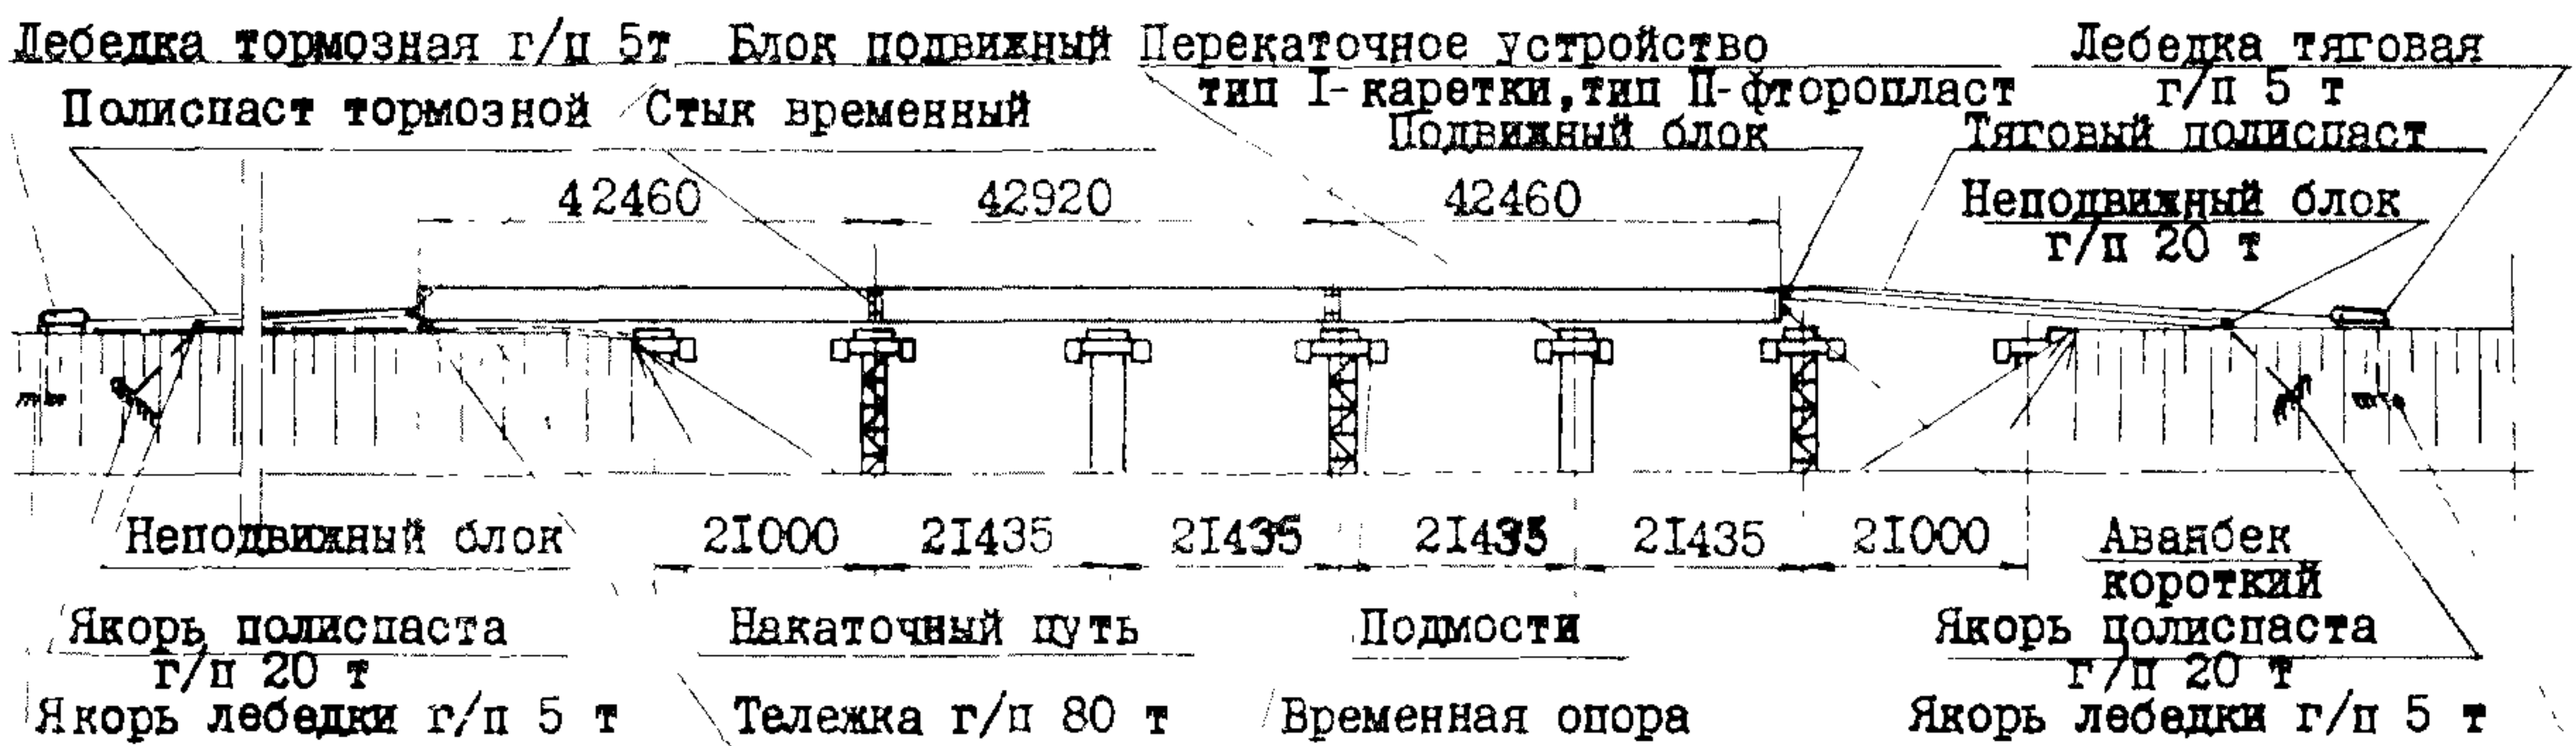 Лебедка тормозная г/п 5т
Блок подвижный
Перекаточное устройство
тип I-каретки, тип П-фторопласт
Лебедка тяговая
г/п 5 т
Полиспаст тормозной
Стык временный
Подвижный блок
Тяговый полиспаст
42460
42920
42460
Неподвижный блок
г/п 20 т
Неподвижный блок
21000
21435
21435
21435
21435
21000
Аванбек
короткий
Якорь полиспаста
г/п 20 т
Накаточный путь
Подмости
Якорь полиспаста
г/п 20 т
Якорь лебедки г/п 5 т
Тележка г/п 80 т
Временная опора
Якорь лебедки г/п 5 т